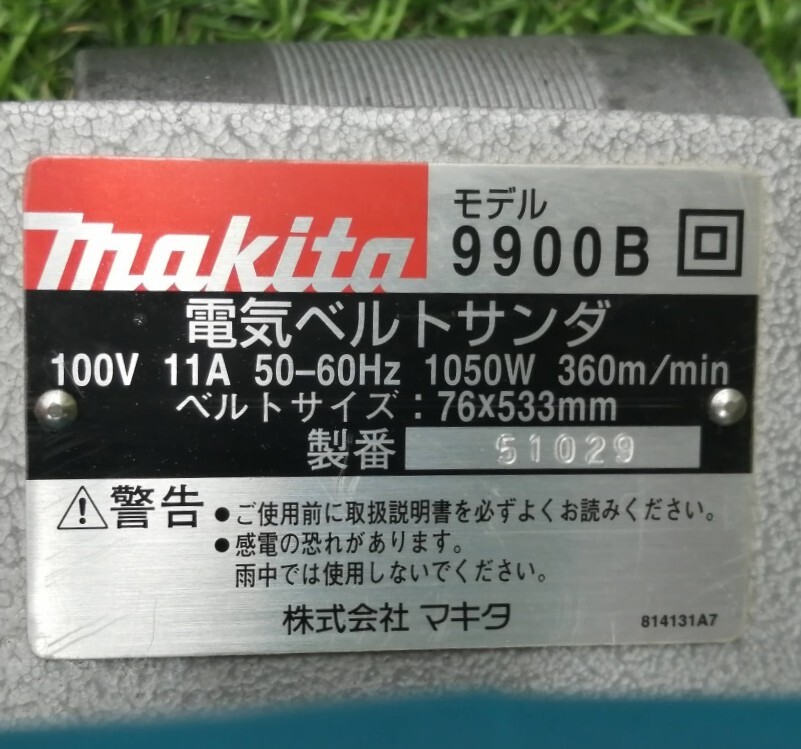 makita
モデル
9900B
電気ベルトサンダ
100V 11A 50-60Hz 1050W 360m/min
ベルトサイズ:76×533mm
製番 51029
警告 ●ご使用前に取扱説明書を必ずよくお読みください。
●感電の恐れがあります。
雨中では使用しないでください。
株式会社 マキタ
814131A7